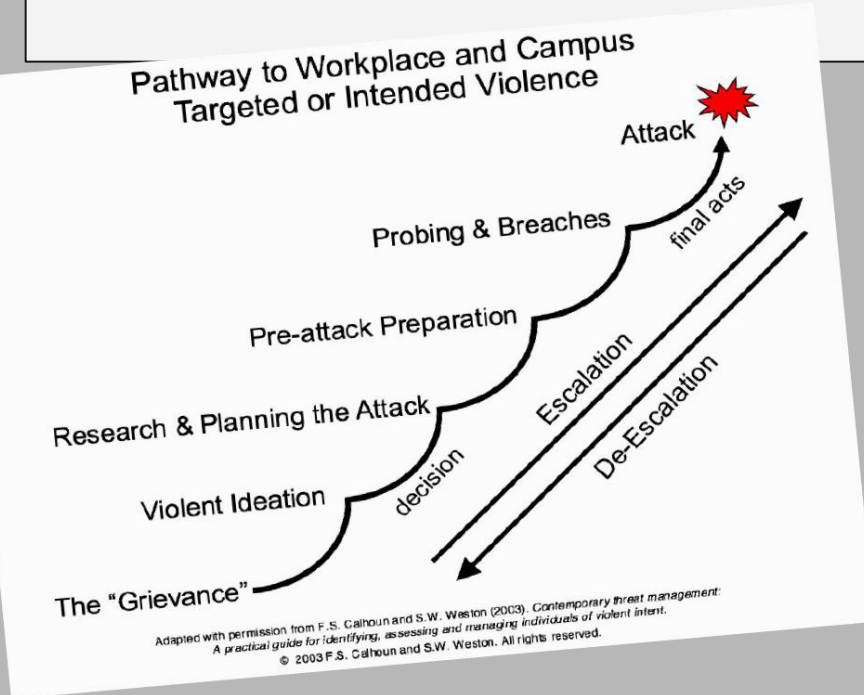 Pathway to Workplace and Campus
Targeted or Intended Violence
Attack
final acts
Probing & Breaches
Pre-attack Preparation
Escalation
De-Escalation
Research & Planning the Attack
decision
Violent Ideation
The “Grievance”
Adapted with permission from F.S. Calhoun and S.W. Weston (2003). Contemporary threat management:
A practical guide for identifying, assessing and managing individuals of violent intent.
© 2003 F.S. Calhoun and S.W. Weston. All rights reserved.